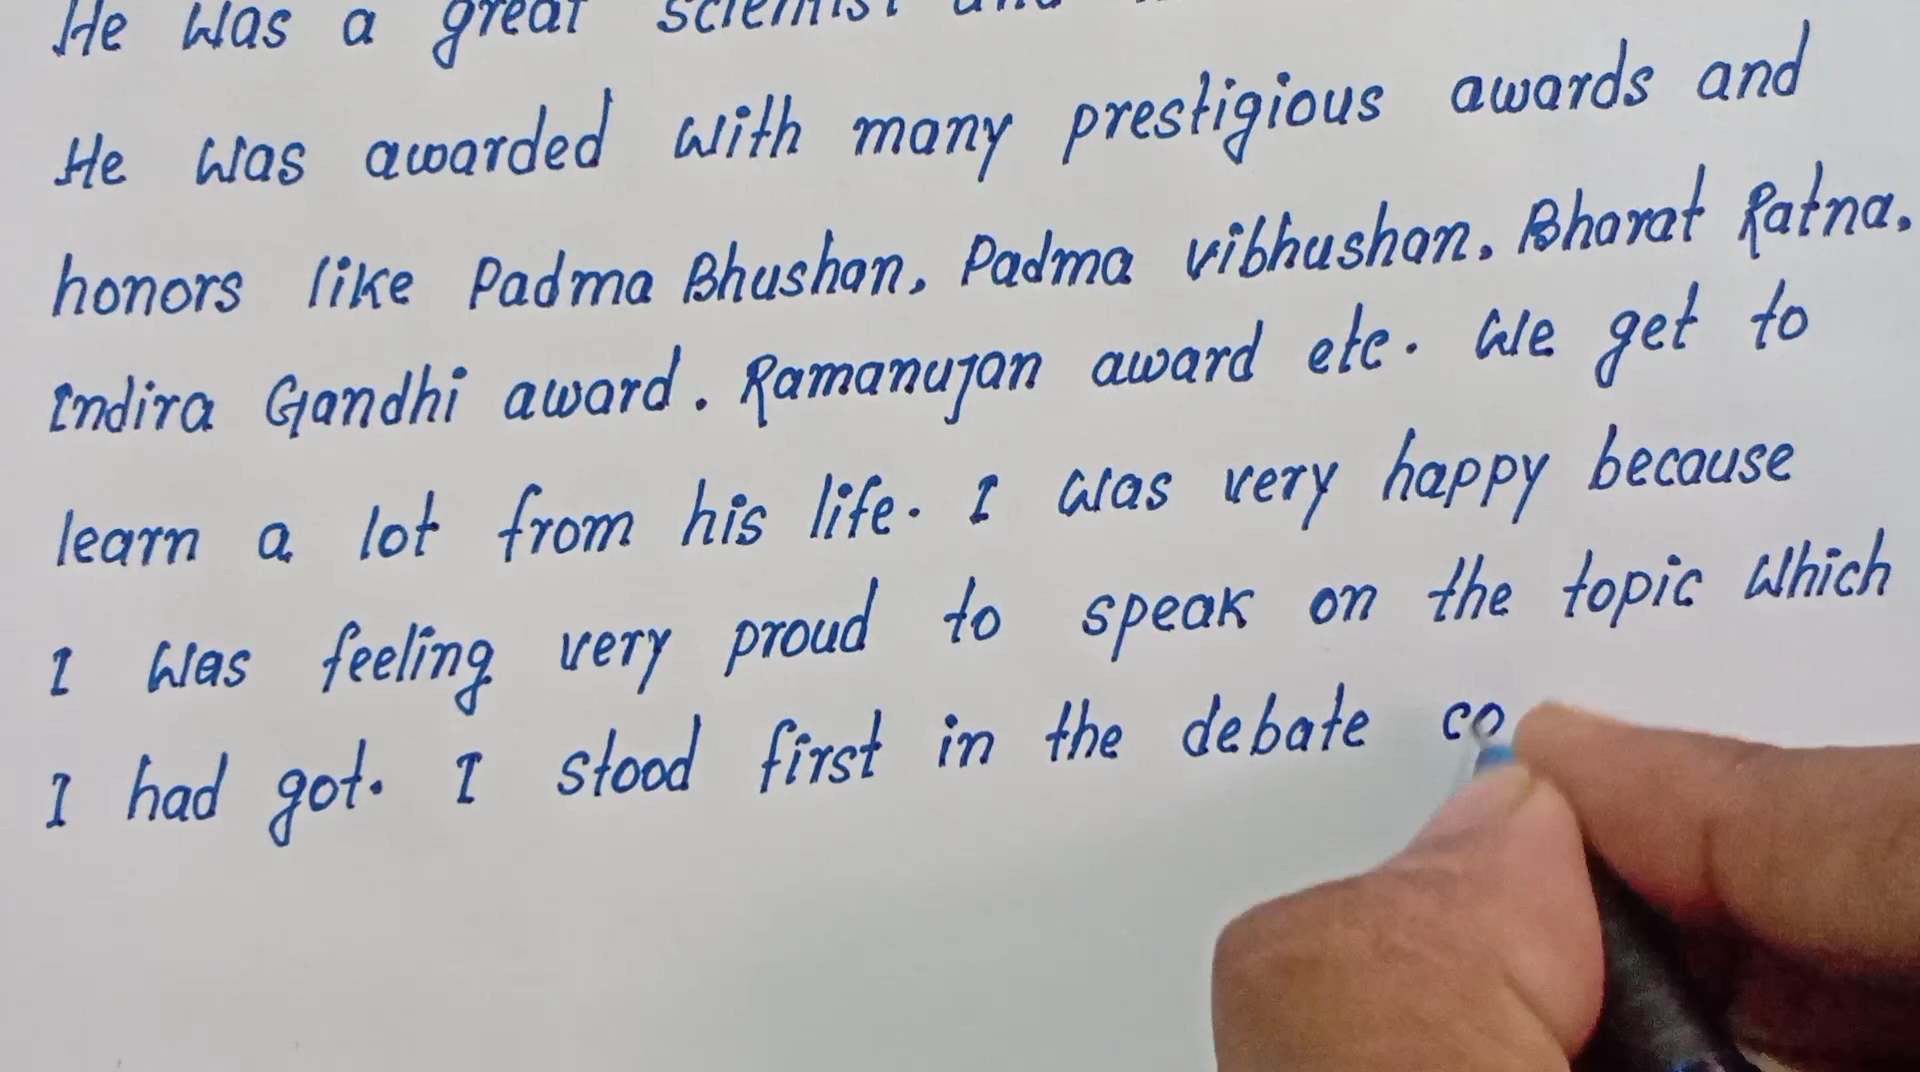 He was a great scientist and
He was awarded with many prestigious awards and
honors like Padma Bhushan, Padma vibhushan, Bharat Ratna,
Indira Gandhi award, Ramanujan award etc. We get to
learn a lot from his life. I was very happy because
I was feeling very proud to speak on the topic which
I had got. I stood first in the debate co